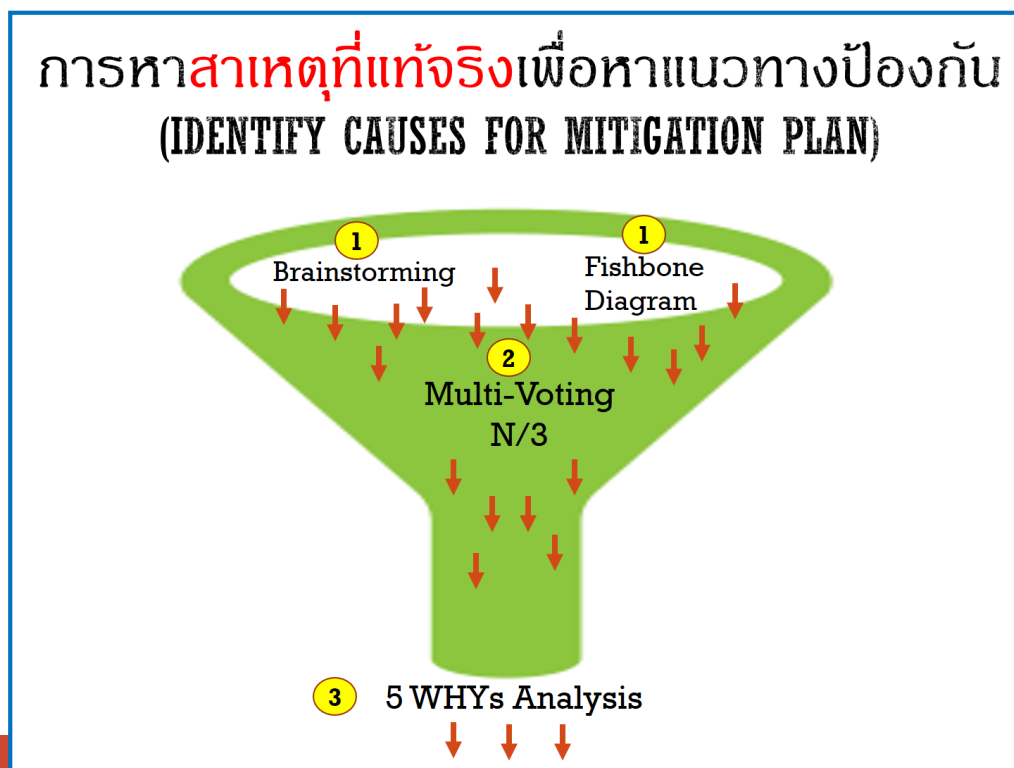 การหาสาเหตุที่แท้จริงเพื่อหาแนวทางป้องกัน
(IDENTIFY CAUSES FOR MITIGATION PLAN)
1
Brainstorming
1
Fishbone
Diagram
2
Multi-Voting
N/3
3 5 WHYs Analysis